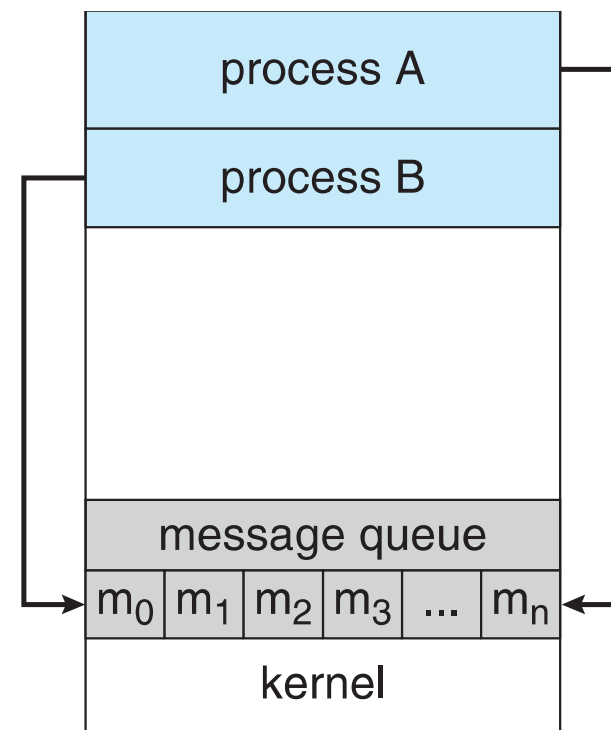 process A
process B
message queue
m₀ m₁ m₂ m₃ ... mₙ
kernel